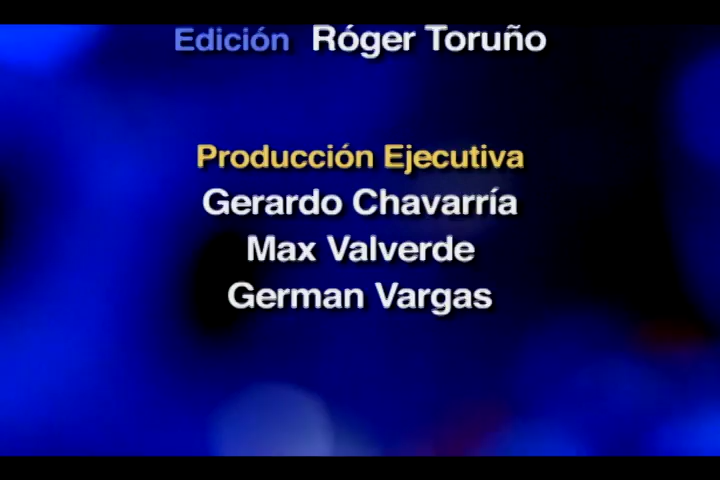 Edición Róger Toruño
Producción Ejecutiva
Gerardo Chavarría
Max Valverde
German Vargas